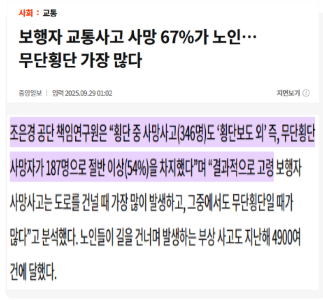 사회 : 교통
보행자 교통사고 사망 67%가 노인…
무단횡단 가장 많다
중앙일보 | 입력 2025.09.29 01:02
지면보기
조은경 공단 책임연구원은 “횡단 중 사망사고(346명)도 ‘횡단보도 외’ 즉, 무단횡단
사망자가 187명으로 절반 이상(54%)을 차지했다”며 “결과적으로 고령 보행자
사망사고는 도로를 건널 때 가장 많이 발생하고, 그중에서도 무단횡단일 때가
많다”고 분석했다. 노인들이 길을 건너며 발생하는 부상 사고도 지난해 4900여
건에 달했다.